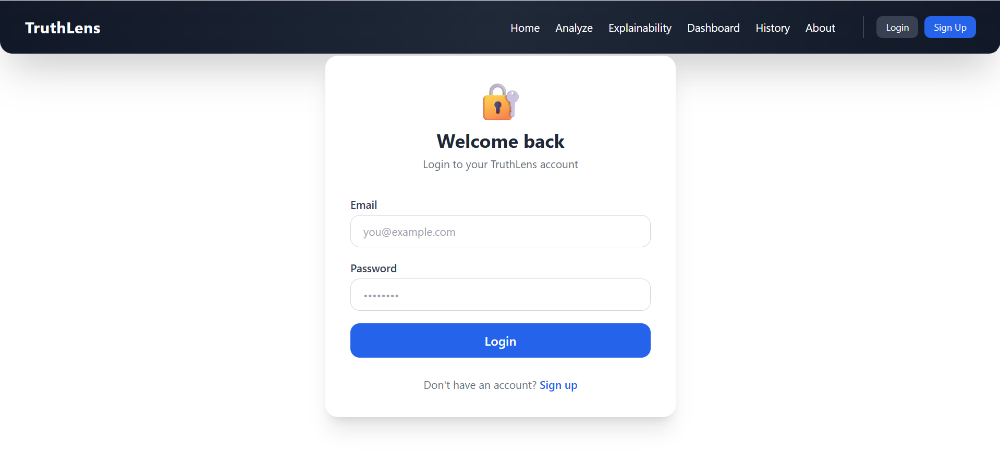 TruthLens
Home Analyze Explainability Dashboard History About Login Sign Up
Welcome back
Login to your TruthLens account
Email
you@example.com
Password
••••••••
Login
Don't have an account? Sign up